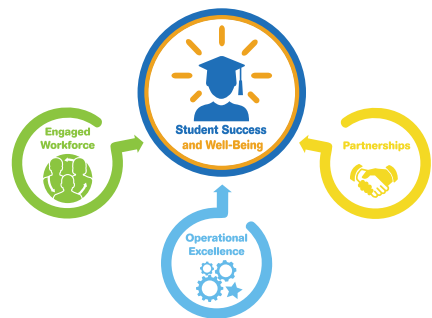 Student Success
and Well-Being
Engaged
Workforce
Partnerships
Operational
Excellence